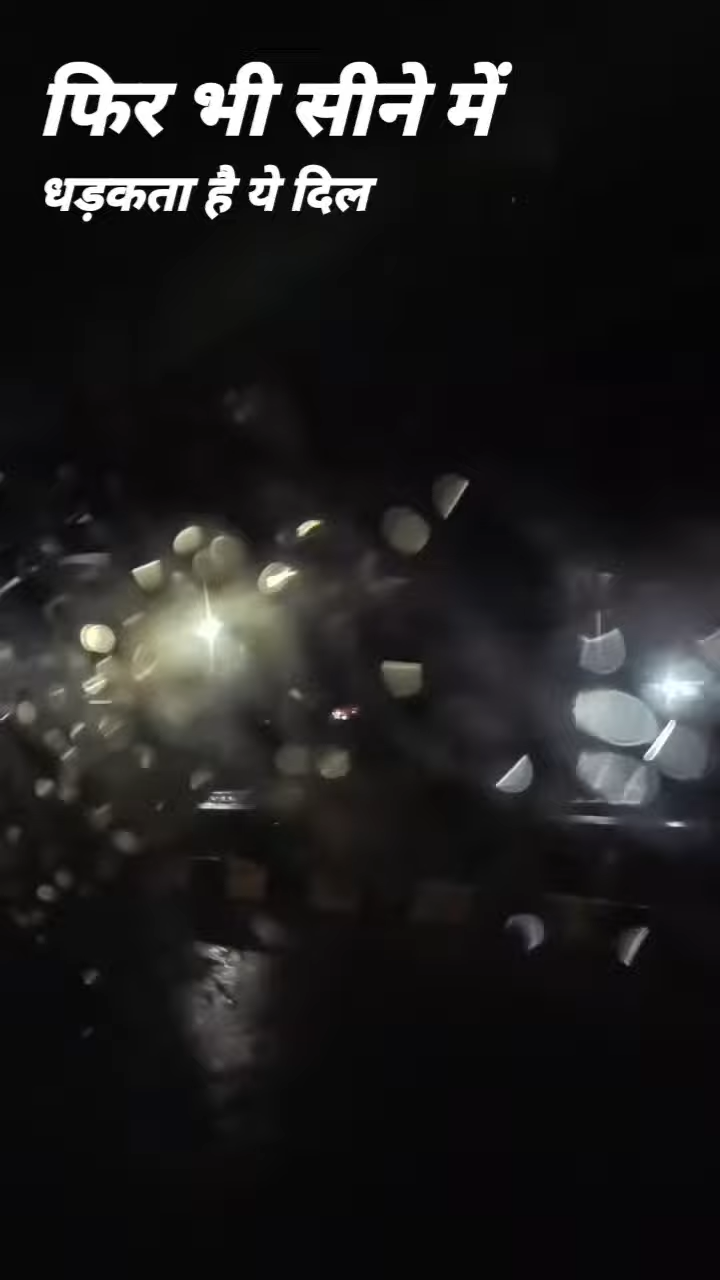 फिर भी सीने में
धड़कता है ये दिल